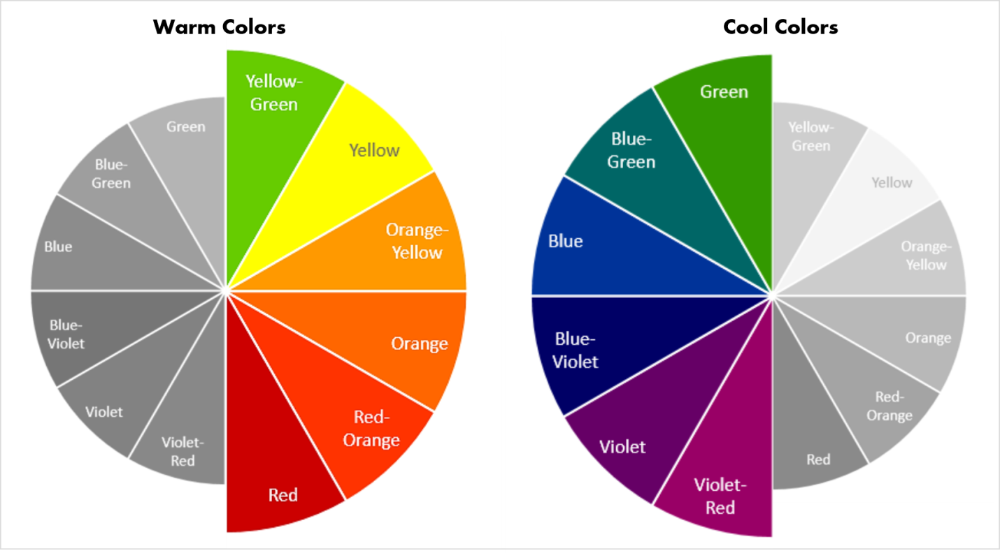 Warm Colors
Yellow-
Green
Yellow
Orange-
Yellow
Orange
Red-
Orange
Red
Violet-
Red
Violet
Blue-
Violet
Blue
Blue-
Green
Green
Cool Colors
Green
Blue-
Green
Blue
Blue-
Violet
Violet
Violet-
Red
Yellow-
Green
Yellow
Orange-
Yellow
Orange
Red-
Orange
Red